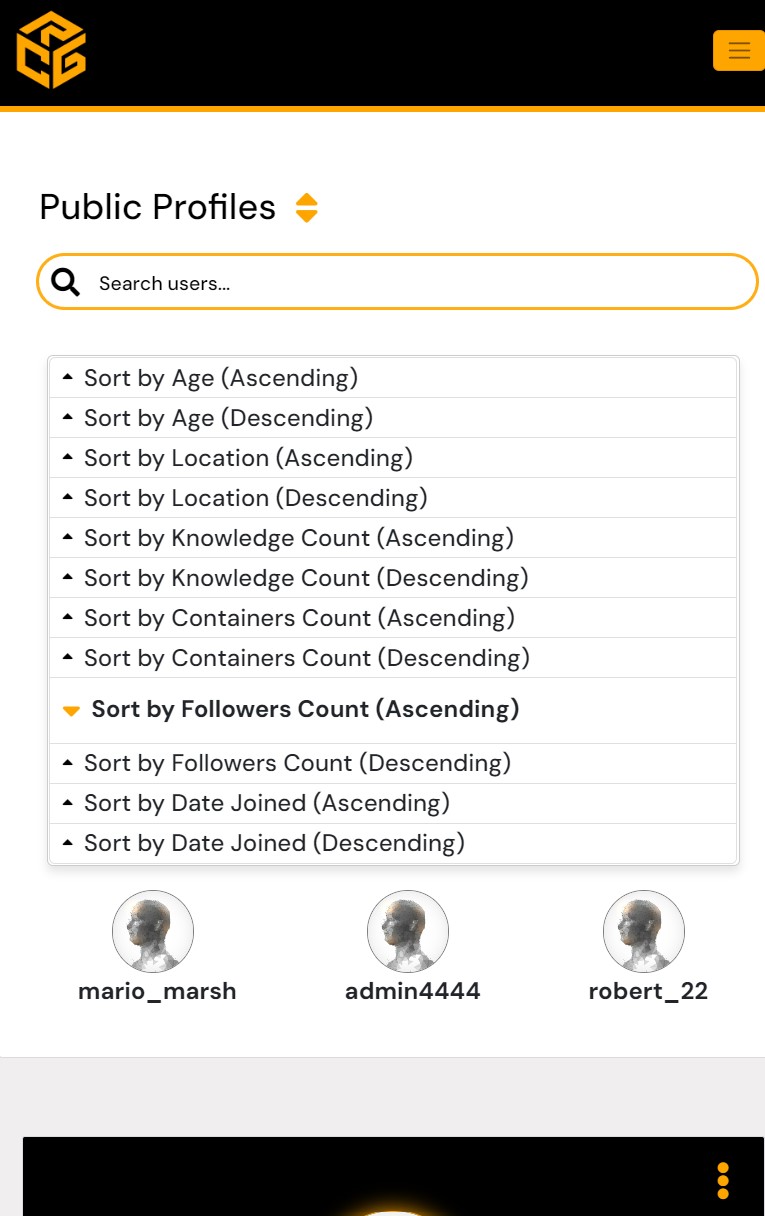 Public Profiles
Search users...
Sort by Age (Ascending)
Sort by Age (Descending)
Sort by Location (Ascending)
Sort by Location (Descending)
Sort by Knowledge Count (Ascending)
Sort by Knowledge Count (Descending)
Sort by Containers Count (Ascending)
Sort by Containers Count (Descending)
Sort by Followers Count (Ascending)
Sort by Followers Count (Descending)
Sort by Date Joined (Ascending)
Sort by Date Joined (Descending)
mario_marsh admin4444 robert_22